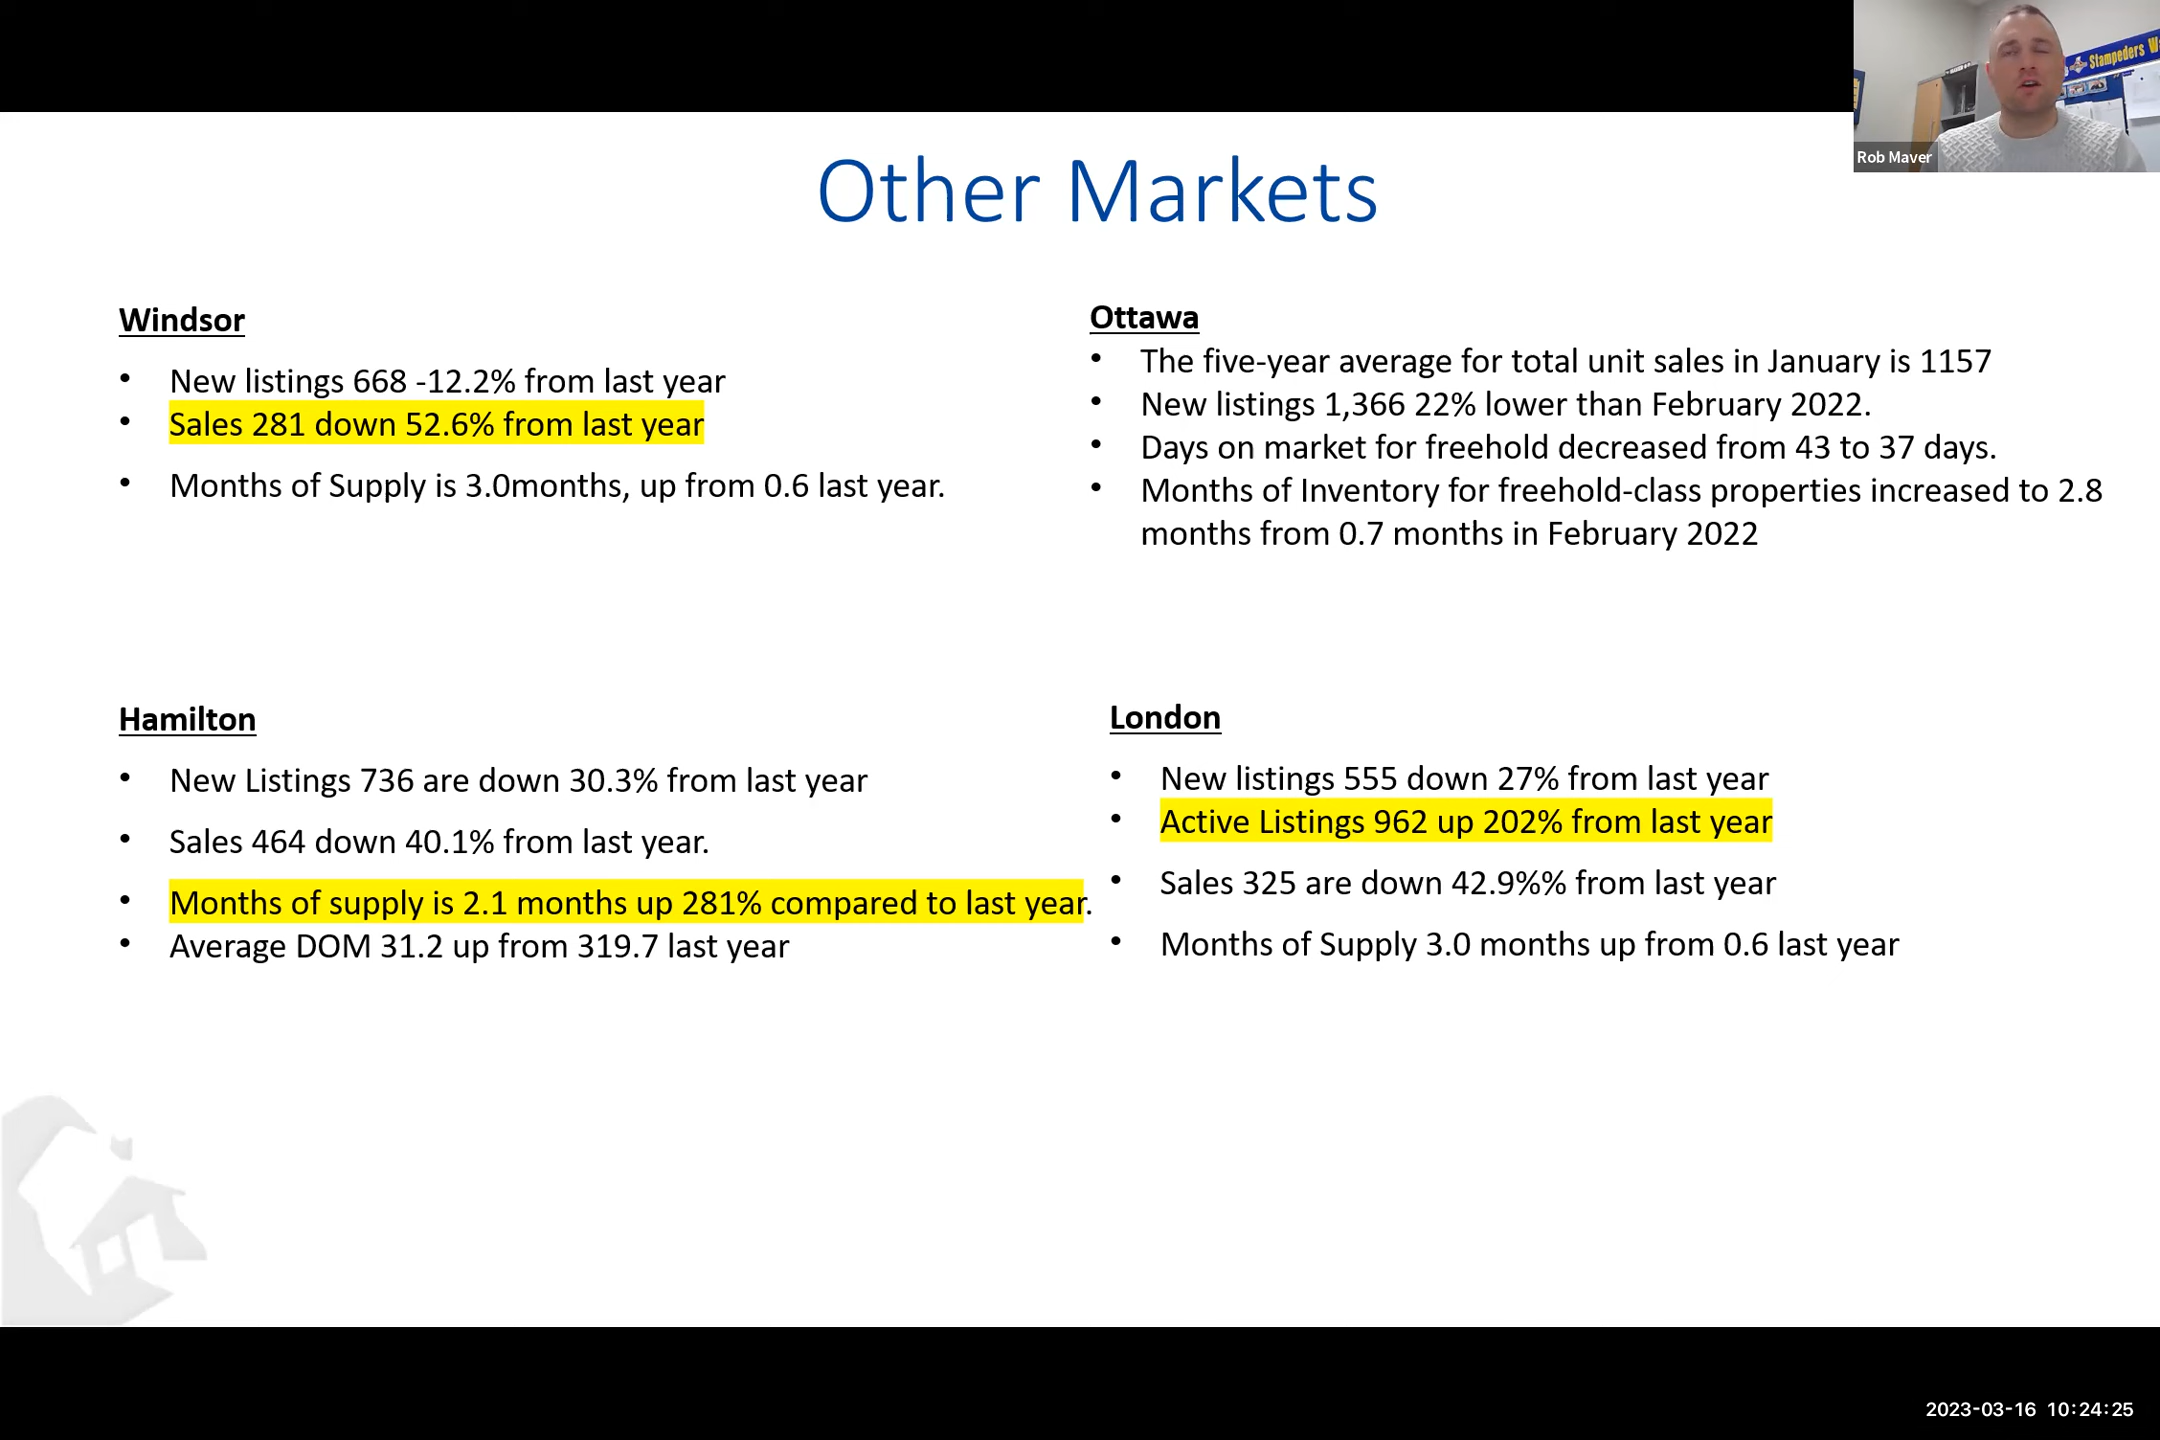 Stampeders
Rob Maver
Other Markets
Windsor
• New listings 668 -12.2% from last year
• Sales 281 down 52.6% from last year
• Months of Supply is 3.0months, up from 0.6 last year.
Ottawa
• The five-year average for total unit sales in January is 1157
• New listings 1,366 22% lower than February 2022.
• Days on market for freehold decreased from 43 to 37 days.
• Months of Inventory for freehold-class properties increased to 2.8
months from 0.7 months in February 2022
Hamilton
• New Listings 736 are down 30.3% from last year
• Sales 464 down 40.1% from last year.
• Months of supply is 2.1 months up 281% compared to last year.
• Average DOM 31.2 up from 319.7 last year
London
• New listings 555 down 27% from last year
• Active Listings 962 up 202% from last year
• Sales 325 are down 42.9%% from last year
• Months of Supply 3.0 months up from 0.6 last year
2023-03-16 10:24:25